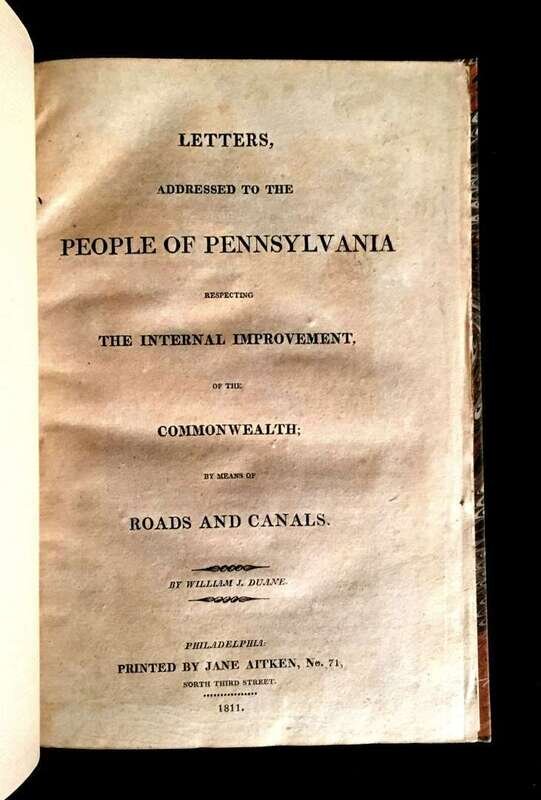 LETTERS,
ADDRESSED TO THE
PEOPLE OF PENNSYLVANIA
RESPECTING
THE INTERNAL IMPROVEMENT,
OF THE
COMMONWEALTH;
BY MEANS OF
ROADS AND CANALS.
BY WILLIAM J. DUANE.
PHILADELPHIA:
PRINTED BY JANE AITKEN, No. 71,
NORTH THIRD STREET.
1811.